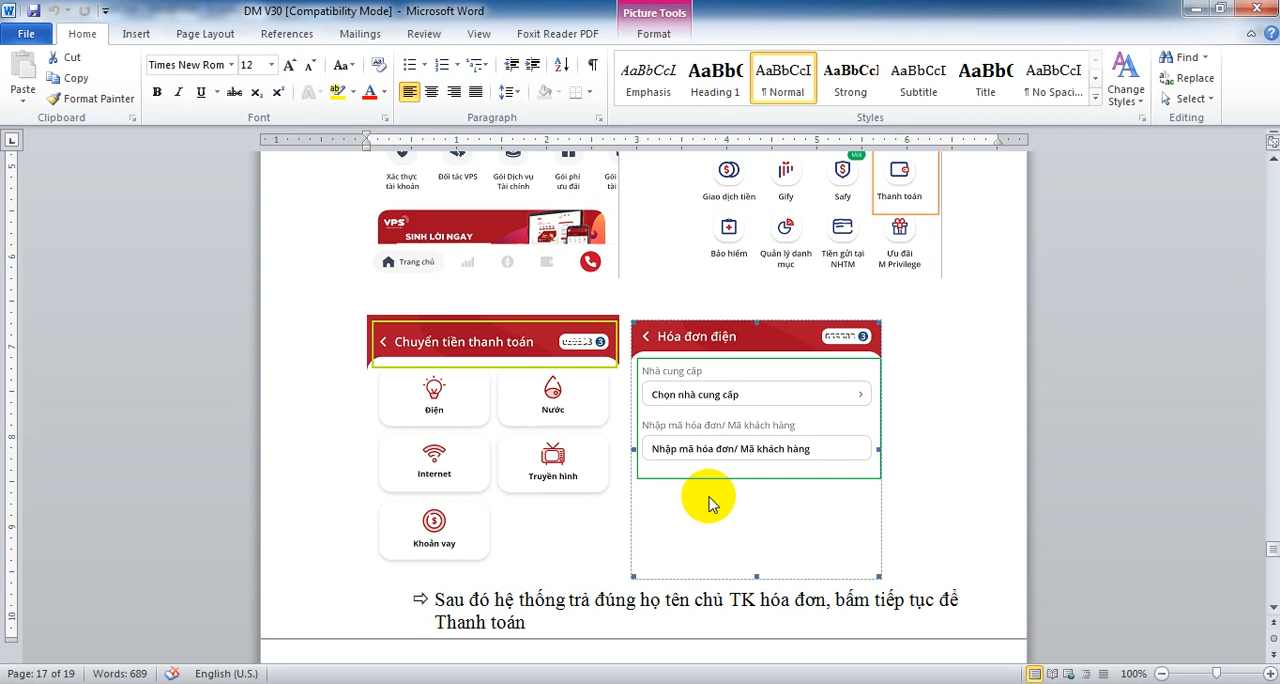 DM V30 [Compatibility Mode] - Microsoft Word
Picture Tools
File Home Insert Page Layout References Mailings Review View Foxit Reader PDF Format
Paste
Cut
Copy
Format Painter
Clipboard
Times New Rom 12
Font
Paragraph
AaBbCcI AaBb( AaBbCcI AaBbCcl AaBbCcI AaBb( AaBbCcI
Emphasis Heading 1 ¶ Normal Strong Subtitle Title ¶ No Spaci...
Change Styles
Styles
Find
Replace
Select
Editing
Xác thực tài khoản
Đối tác VPS
Gói Dịch vụ Tài chính
Gói phí ưu đãi
Gói tài
VPS
SINH LỜI NGAY
Trang chủ
Mới
Giao dịch tiền Gify Safy Thanh toán
Bảo hiểm
Quản lý danh mục
Tiền gửi tại NHTM
Ưu đãi M Privilege
Chuyển tiền thanh toán
3
Điện Nước
Internet Truyền hình
Khoản vay
Hóa đơn điện
3
Nhà cung cấp
Chọn nhà cung cấp
Nhập mã hóa đơn/ Mã khách hàng
Nhập mã hóa đơn/ Mã khách hàng
⇨ Sau đó hệ thống trả đúng họ tên chủ TK hóa đơn, bấm tiếp tục để
Thanh toán
Page: 17 of 19 Words: 689 English (U.S.) 100%